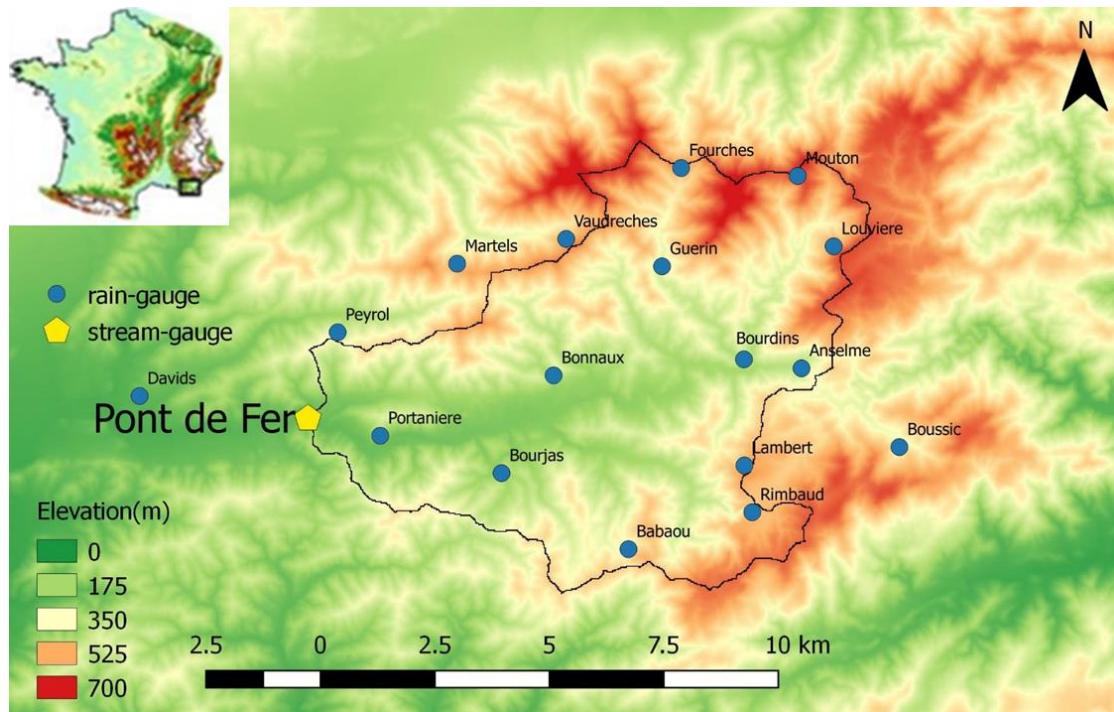 N
Fourches
Mouton
Vaudreches
Louviere
Martels
Guerin
rain-gauge
stream-gauge
Peyrol
Bourdins
Bonnaux
Anselme
Davids
Pont de Fer
Portaniere
Boussic
Bourjas
Lambert
Rimbaud
Babaou
Elevation(m)
0
175
350
525
700
2.5 0 2.5 5 7.5 10 km